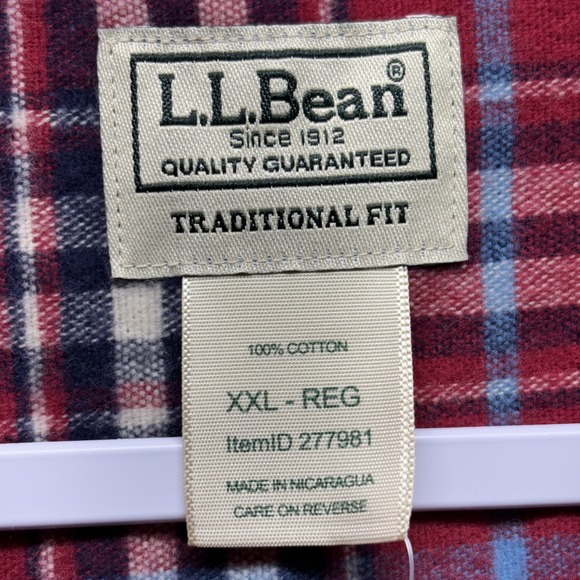 L.L.Bean®
Since 1912
QUALITY GUARANTEED
TRADITIONAL FIT
100% COTTON
XXL - REG
ItemID 277981
MADE IN NICARAGUA
CARE ON REVERSE